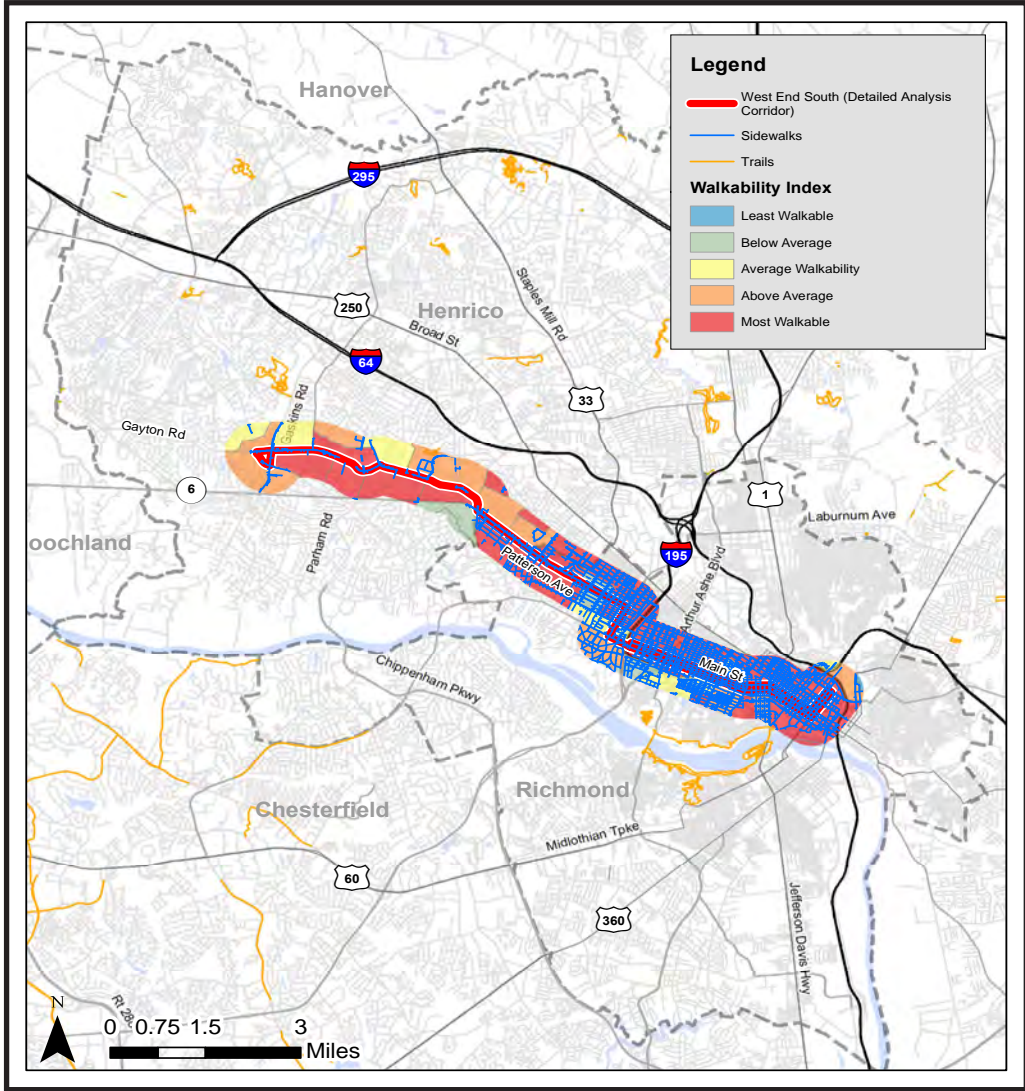 Legend
West End South (Detailed Analysis
Corridor)
Sidewalks
Trails
Walkability Index
Least Walkable
Below Average
Average Walkability
Above Average
Most Walkable
Hanover
295
Staples Mill Rd
250
Henrico
Broad St
64
33
Gaskins Rd
Gayton Rd
6
1
Laburnum Ave
oochland
Parham Rd
195
Patterson Ave
Arthur Ashe Blvd
Main St
Chippenham Pkwy
Richmond
Chesterfield
Midlothian Tpke
60
360
Jefferson Davis Hwy
N
0 0.75 1.5 3
Miles